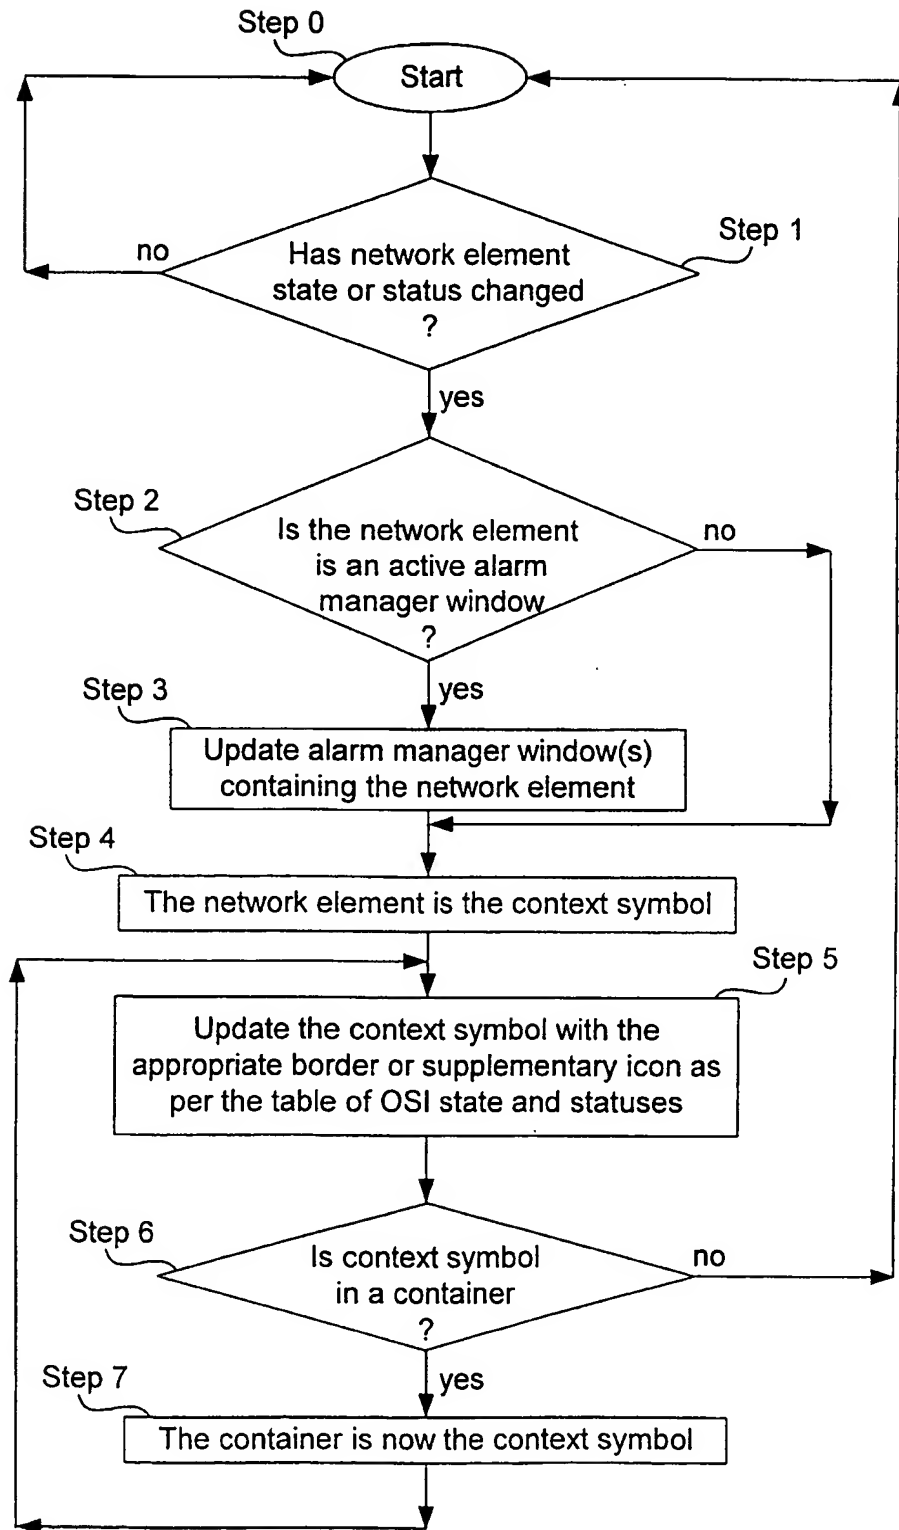 Step 0
Start
Step 1
no
Has network element
state or status changed
?
yes
Step 2
Is the network element
is an active alarm
manager window
?
no
yes
Step 3
Update alarm manager window(s)
containing the network element
Step 4
The network element is the context symbol
Step 5
Update the context symbol with the
appropriate border or supplementary icon as
per the table of OSI state and statuses
Step 6
Is context symbol
in a container
?
no
yes
Step 7
The container is now the context symbol